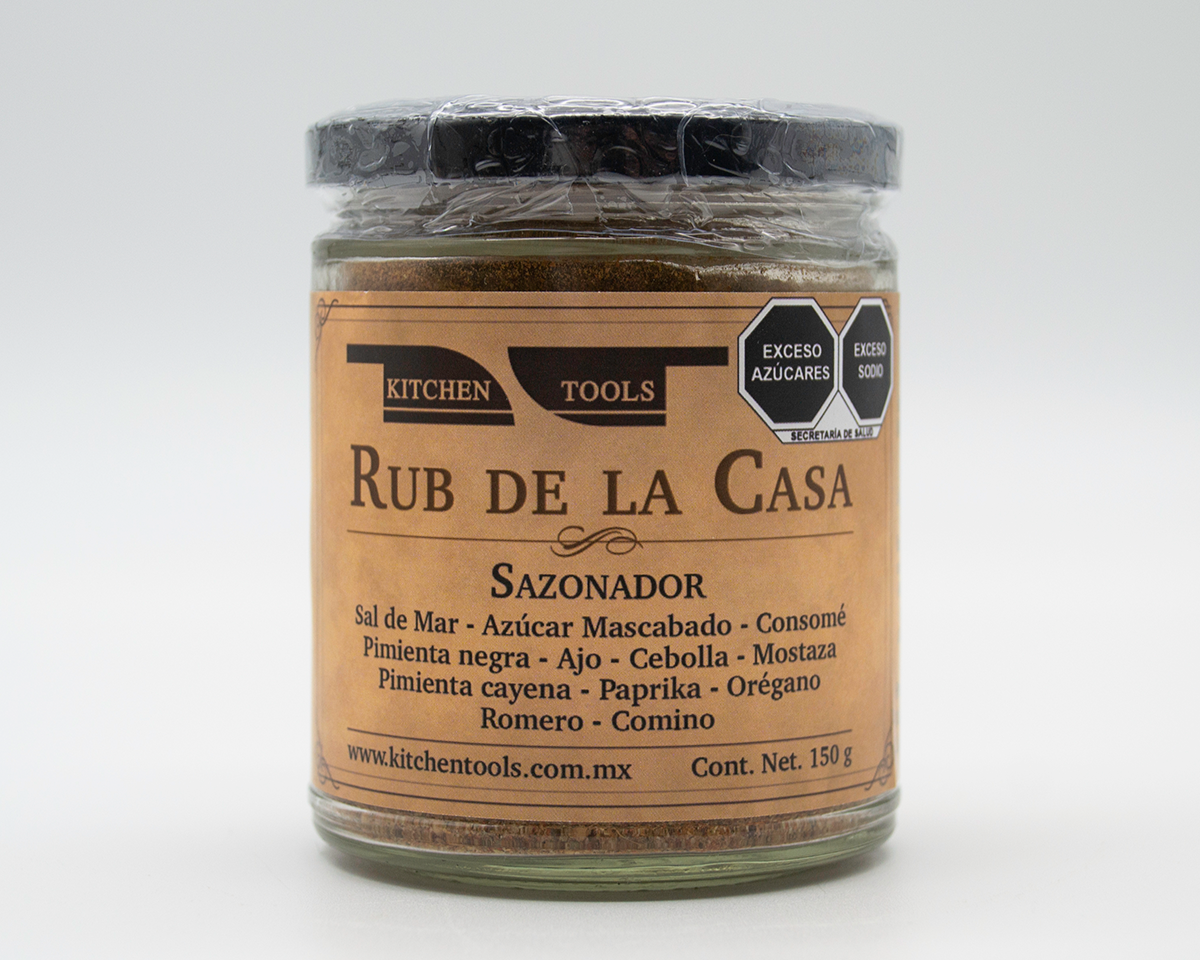 KITCHEN TOOLS
EXCESO AZÚCARES
EXCESO SODIO
SECRETARÍA DE SALUD
RUB DE LA CASA
SAZONADOR
Sal de Mar - Azúcar Mascabado - Consomé
Pimienta negra - Ajo - Cebolla - Mostaza
Pimienta cayena - Paprika - Orégano
Romero - Comino
www.kitchentools.com.mx Cont. Net. 150 g